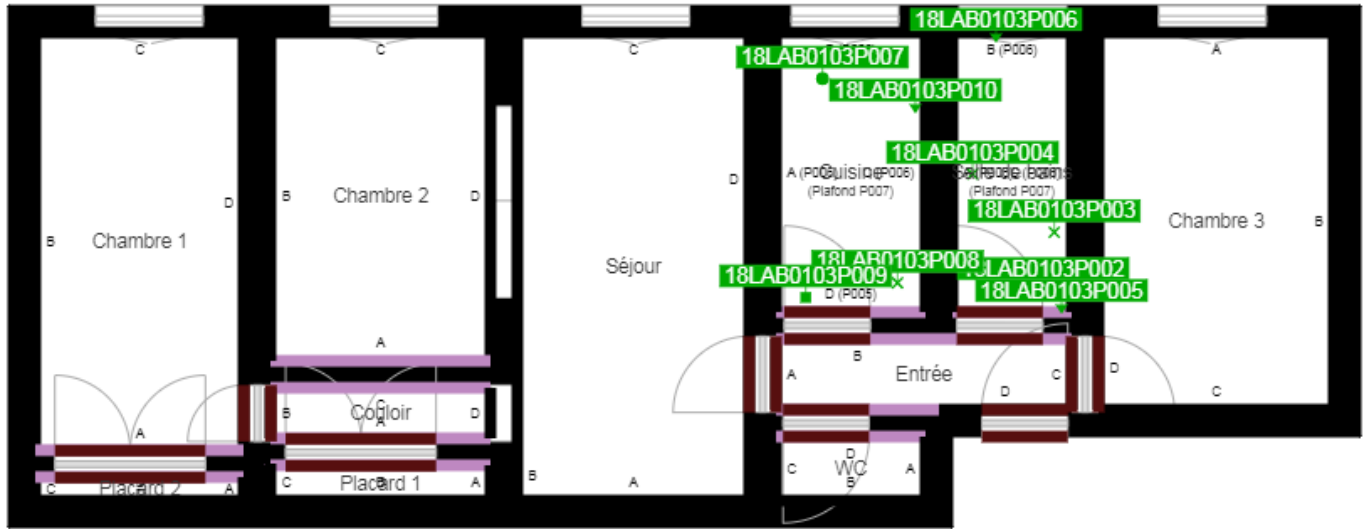 18LAB0103P006
C
C
C
B (P006)
A
18LAB0103P007
18LAB0103P010
18LAB0103P004
Cuisine
(Plafond P007)
(Plafond P007)
D
B
Chambre 2
D
D
18LAB0103P003
Chambre 3
B
Chambre 1
B
D
Séjour
18LAB0103P008
18LAB0103P002
18LAB0103P009
18LAB0103P005
D (P005)
A
B
A
Entrée
C
D
D
C
B
Couloir
C
A
D
A
D
WC
C
A
B
C
Placard 2
A
C
Placard 1
B
A
B
A